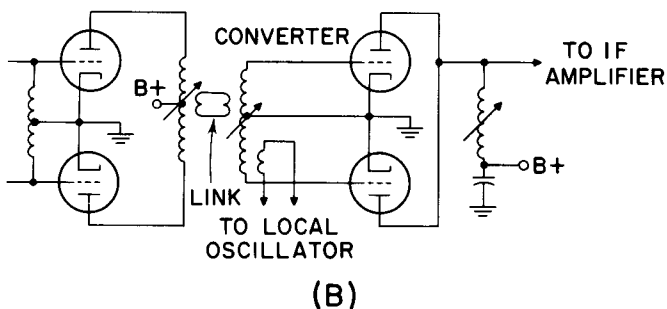 CONVERTER
B+
TO IF
AMPLIFIER
B+
LINK
TO LOCAL
OSCILLATOR
(B)